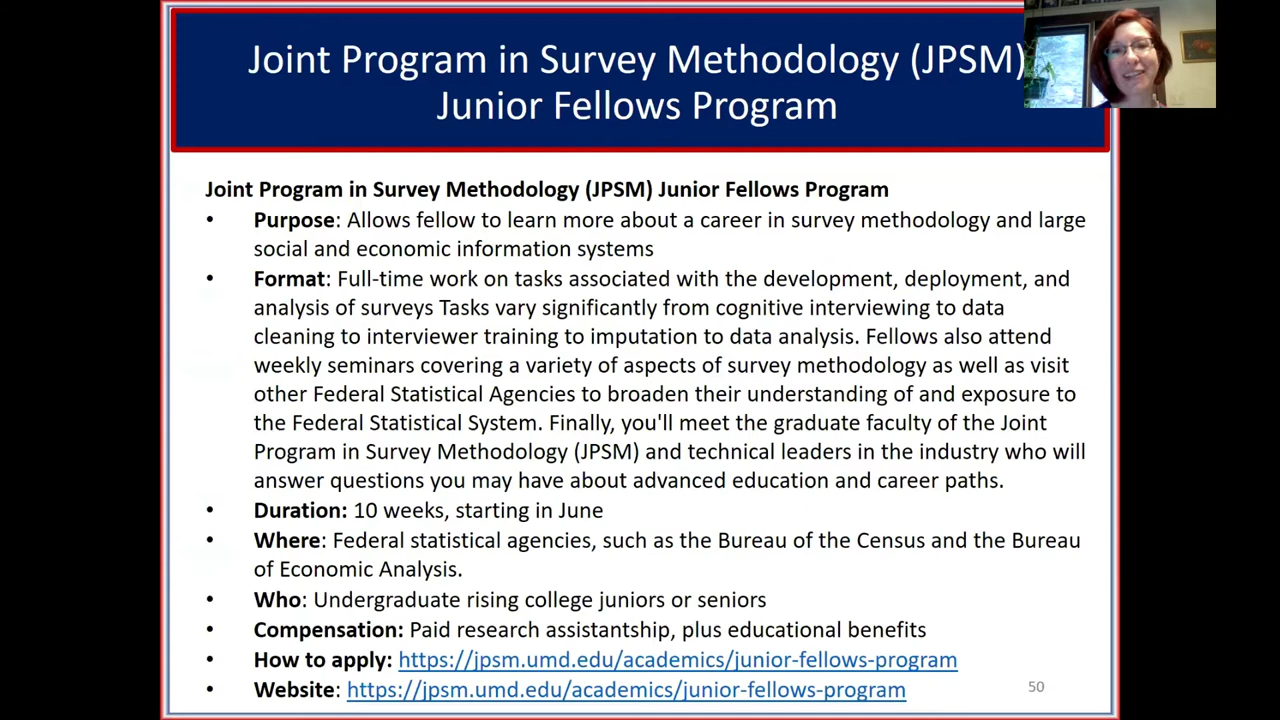 Joint Program in Survey Methodology (JPSM)
Junior Fellows Program
Joint Program in Survey Methodology (JPSM) Junior Fellows Program
• Purpose: Allows fellow to learn more about a career in survey methodology and large
social and economic information systems
• Format: Full-time work on tasks associated with the development, deployment, and
analysis of surveys Tasks vary significantly from cognitive interviewing to data
cleaning to interviewer training to imputation to data analysis. Fellows also attend
weekly seminars covering a variety of aspects of survey methodology as well as visit
other Federal Statistical Agencies to broaden their understanding of and exposure to
the Federal Statistical System. Finally, you'll meet the graduate faculty of the Joint
Program in Survey Methodology (JPSM) and technical leaders in the industry who will
answer questions you may have about advanced education and career paths.
• Duration: 10 weeks, starting in June
• Where: Federal statistical agencies, such as the Bureau of the Census and the Bureau
of Economic Analysis.
• Who: Undergraduate rising college juniors or seniors
• Compensation: Paid research assistantship, plus educational benefits
• How to apply: https://jpsm.umd.edu/academics/junior-fellows-program
• Website: https://jpsm.umd.edu/academics/junior-fellows-program
50